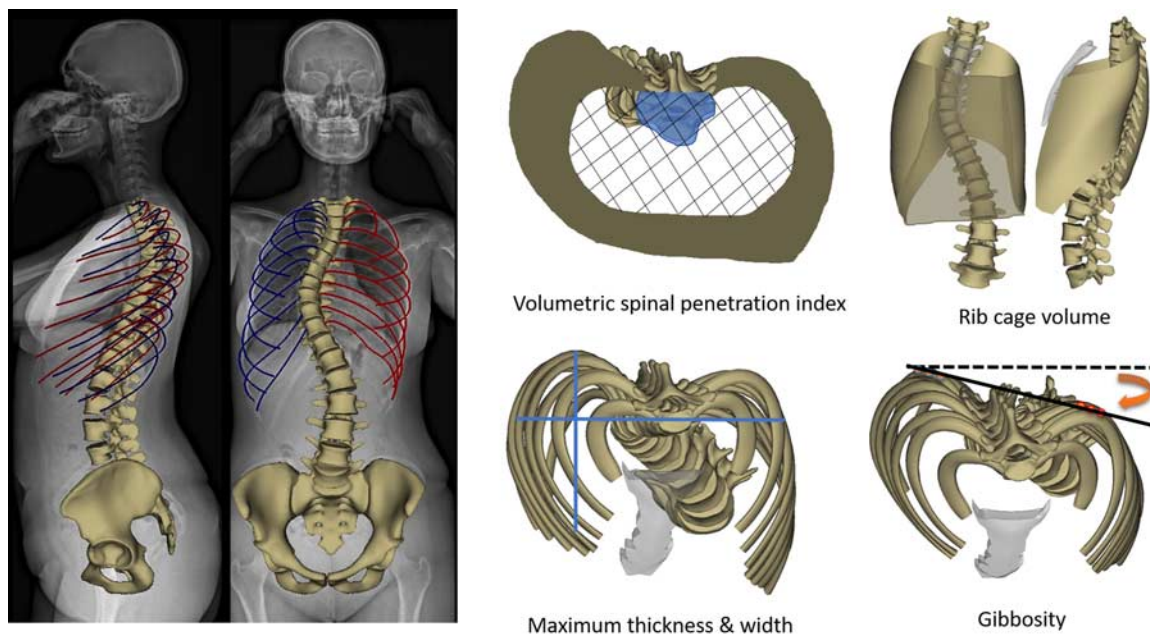 Volumetric spinal penetration index
Rib cage volume
Maximum thickness & width
Gibbosity